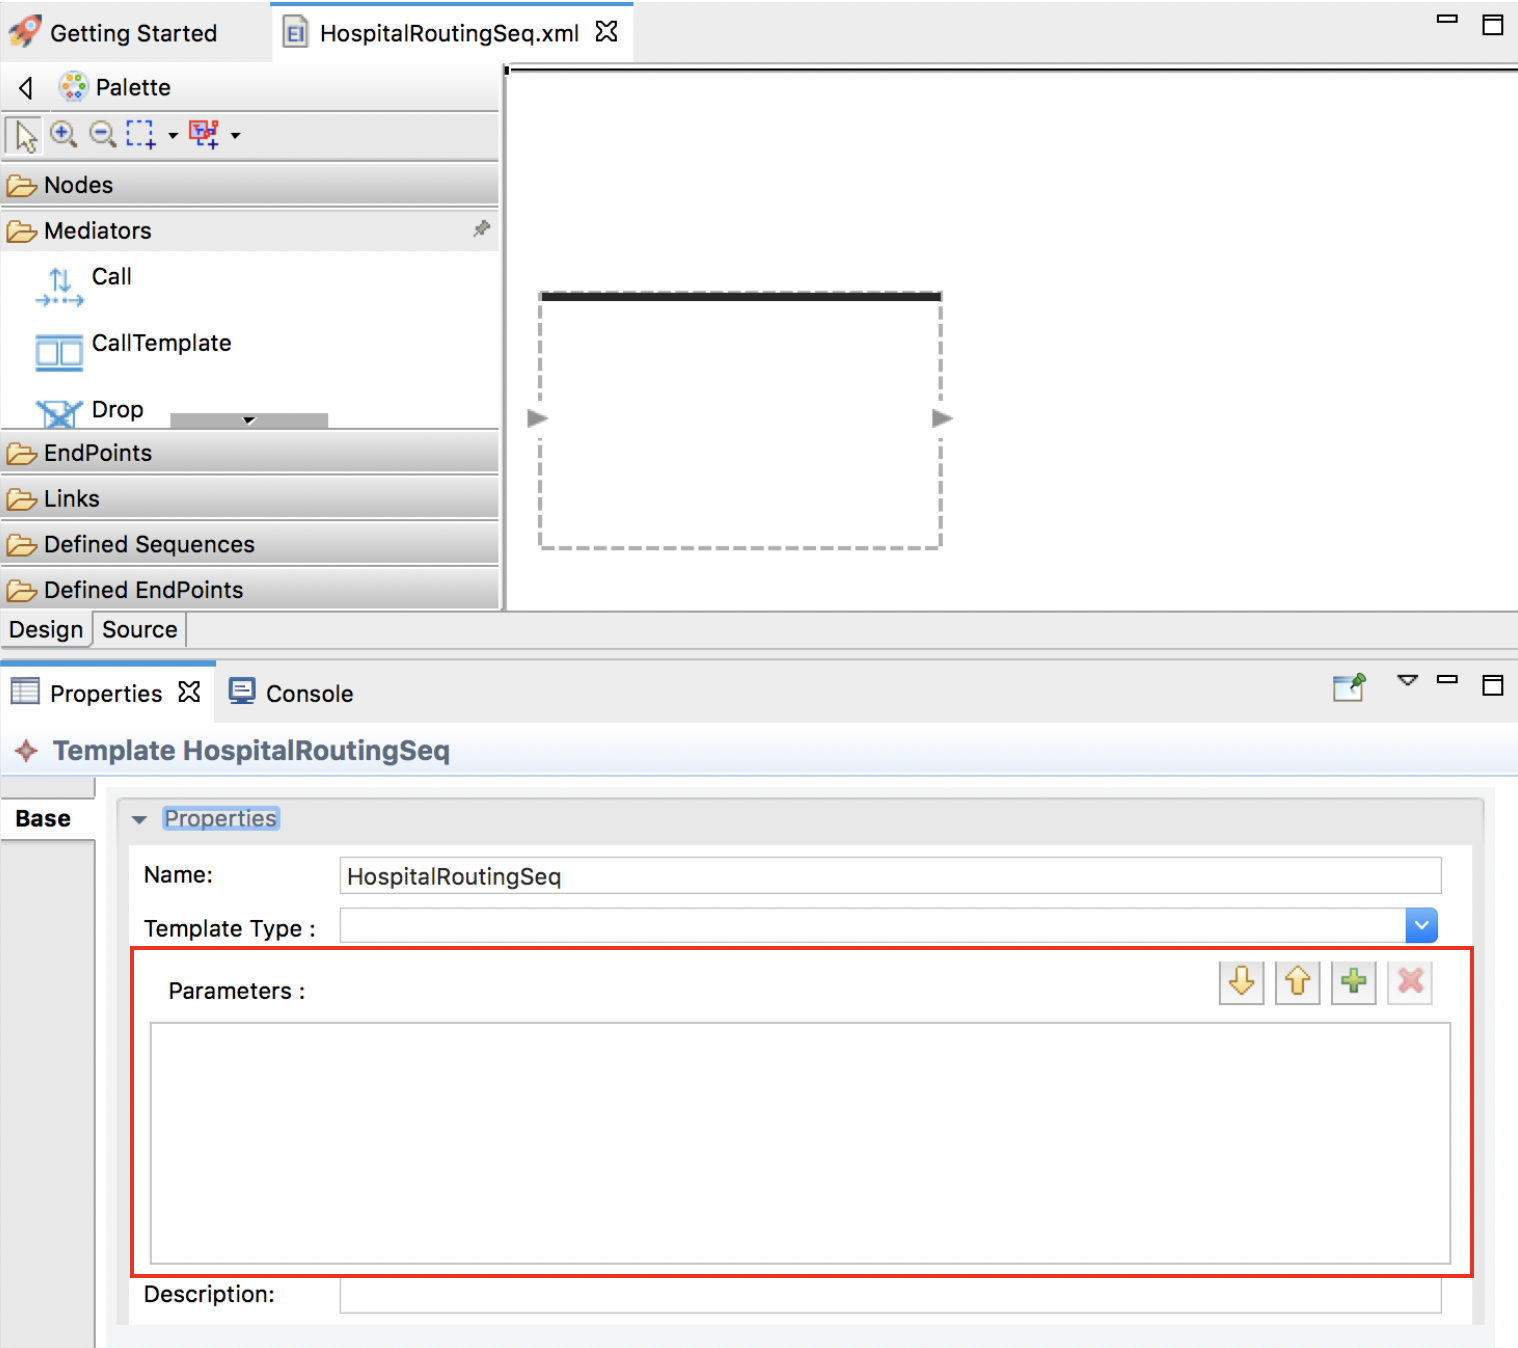 Getting Started
HospitalRoutingSeq.xml
Palette
Nodes
Mediators
Call
CallTemplate
Drop
EndPoints
Links
Defined Sequences
Defined EndPoints
Design Source
Properties Console
Template HospitalRoutingSeq
Base
Properties
Name: HospitalRoutingSeq
Template Type :
Parameters :
Description: